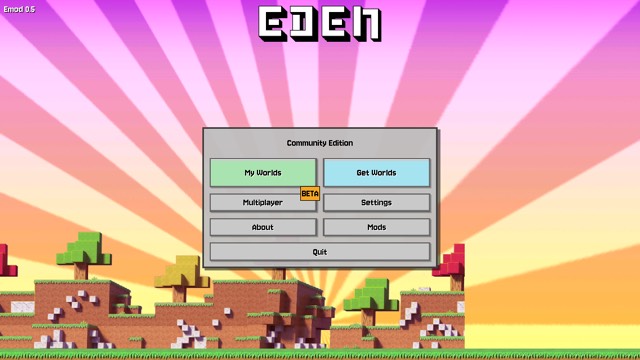 Emod 0.5
EDEN
Community Edition
My Worlds
Get Worlds
BETA
Multiplayer
Settings
About
Mods
Quit